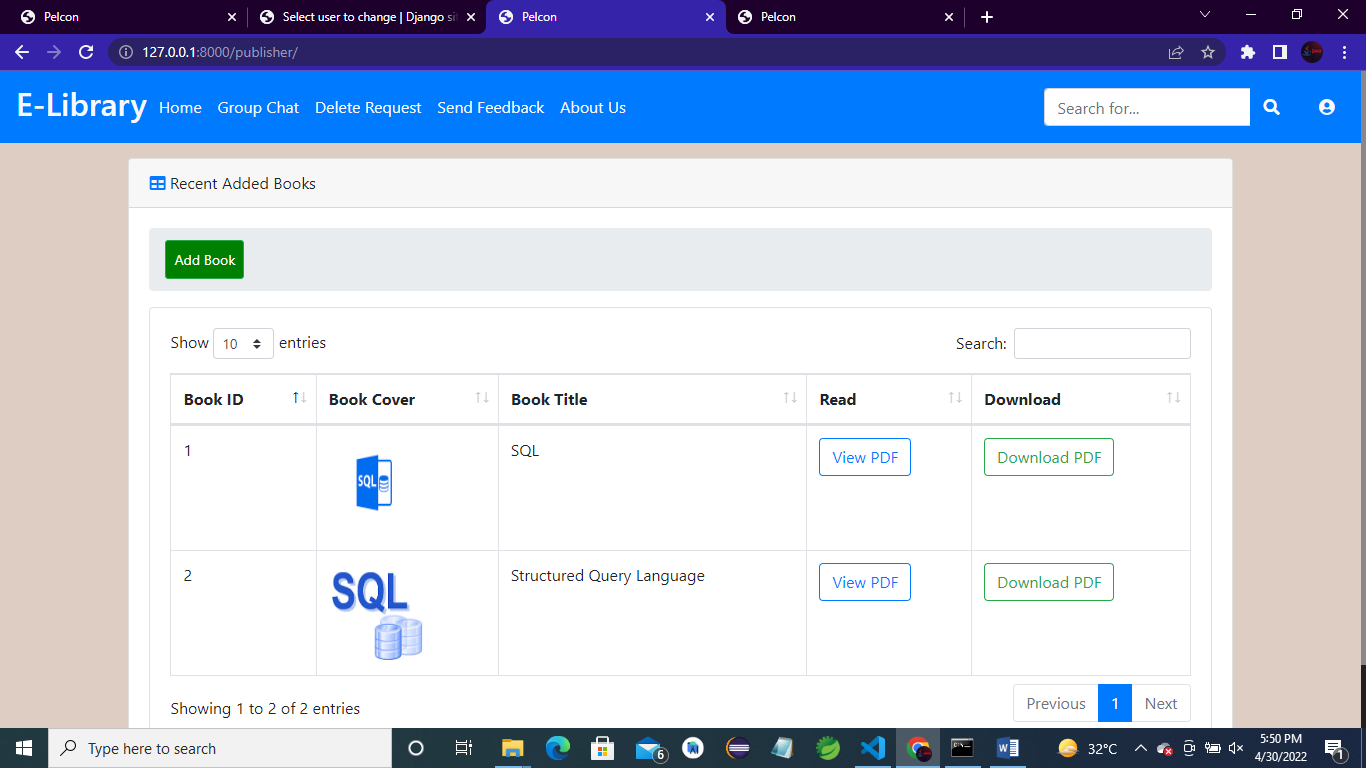 Pelcon
Select user to change | Django si
Pelcon
Pelcon
127.0.0.1:8000/publisher/
E-Library Home Group Chat Delete Request Send Feedback About Us Search for...
Recent Added Books
Add Book
Show 10 entries Search:
Book ID Book Cover Book Title Read Download
1 SQL SQL View PDF Download PDF
2 SQL Structured Query Language View PDF Download PDF
Showing 1 to 2 of 2 entries Previous 1 Next
Type here to search 6 32°C 5:50 PM
4/30/2022 1